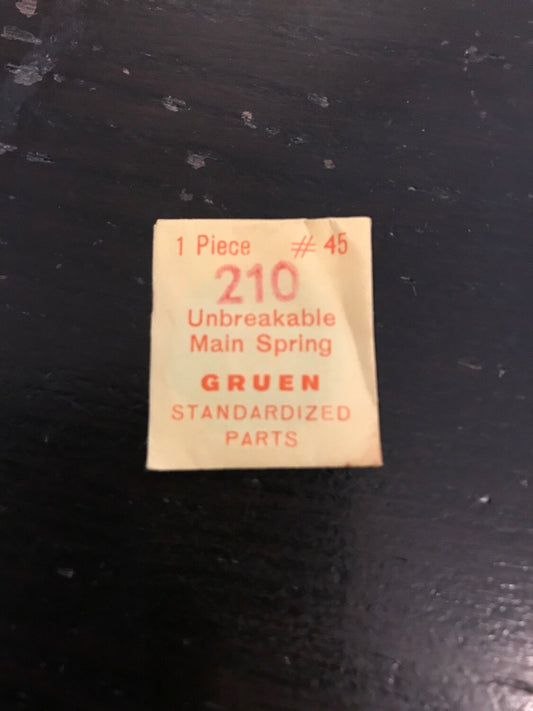 1 Piece # 45
210
Unbreakable
Main Spring
GRUEN
STANDARDIZED
PARTS